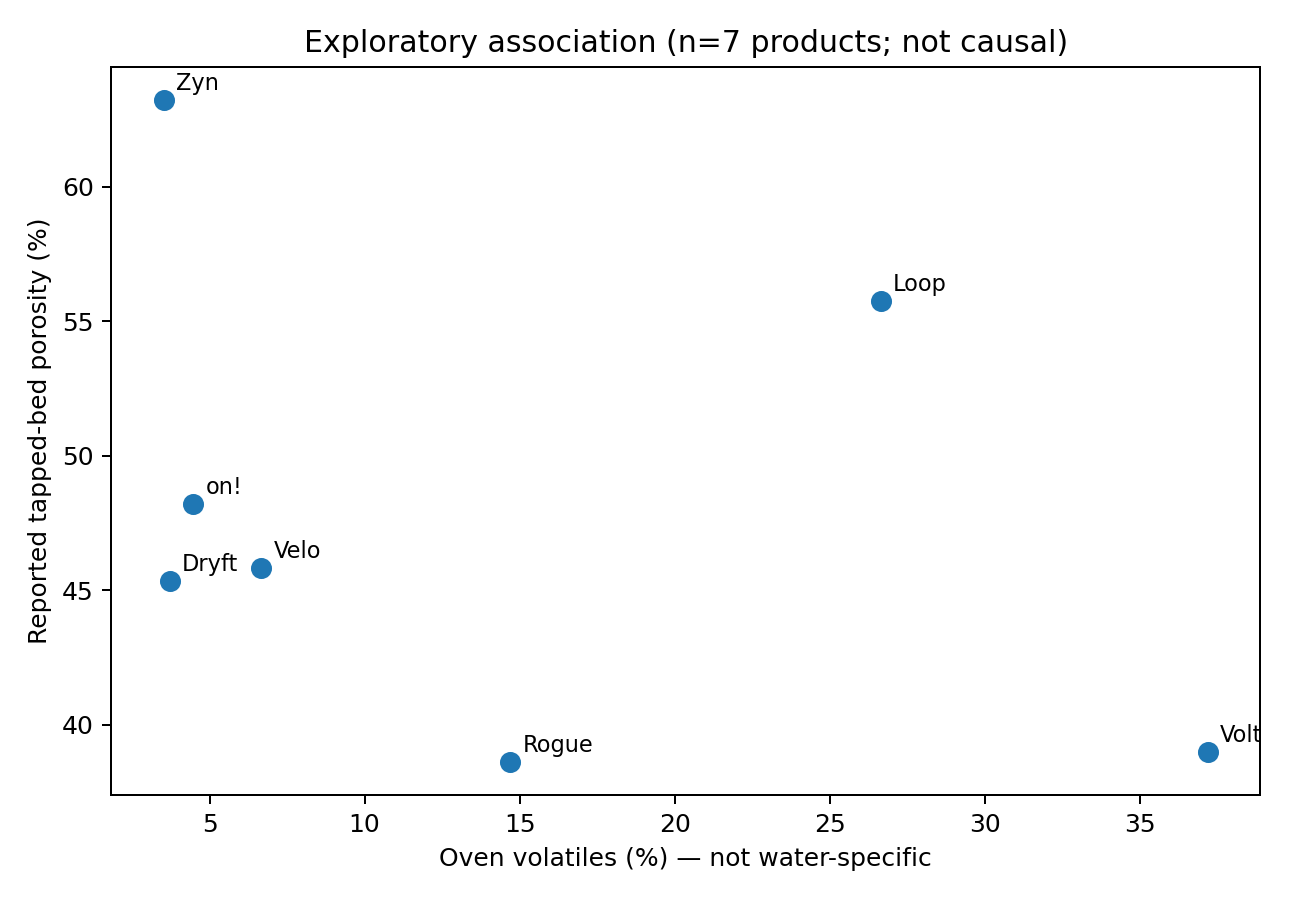 Exploratory association (n=7 products; not causal)
Zyn
60
Loop
55
Reported tapped-bed porosity (%)
50
on!
Velo
Dryft
45
40
Volt
Rogue
5 10 15 20 25 30 35
Oven volatiles (%) — not water-specific